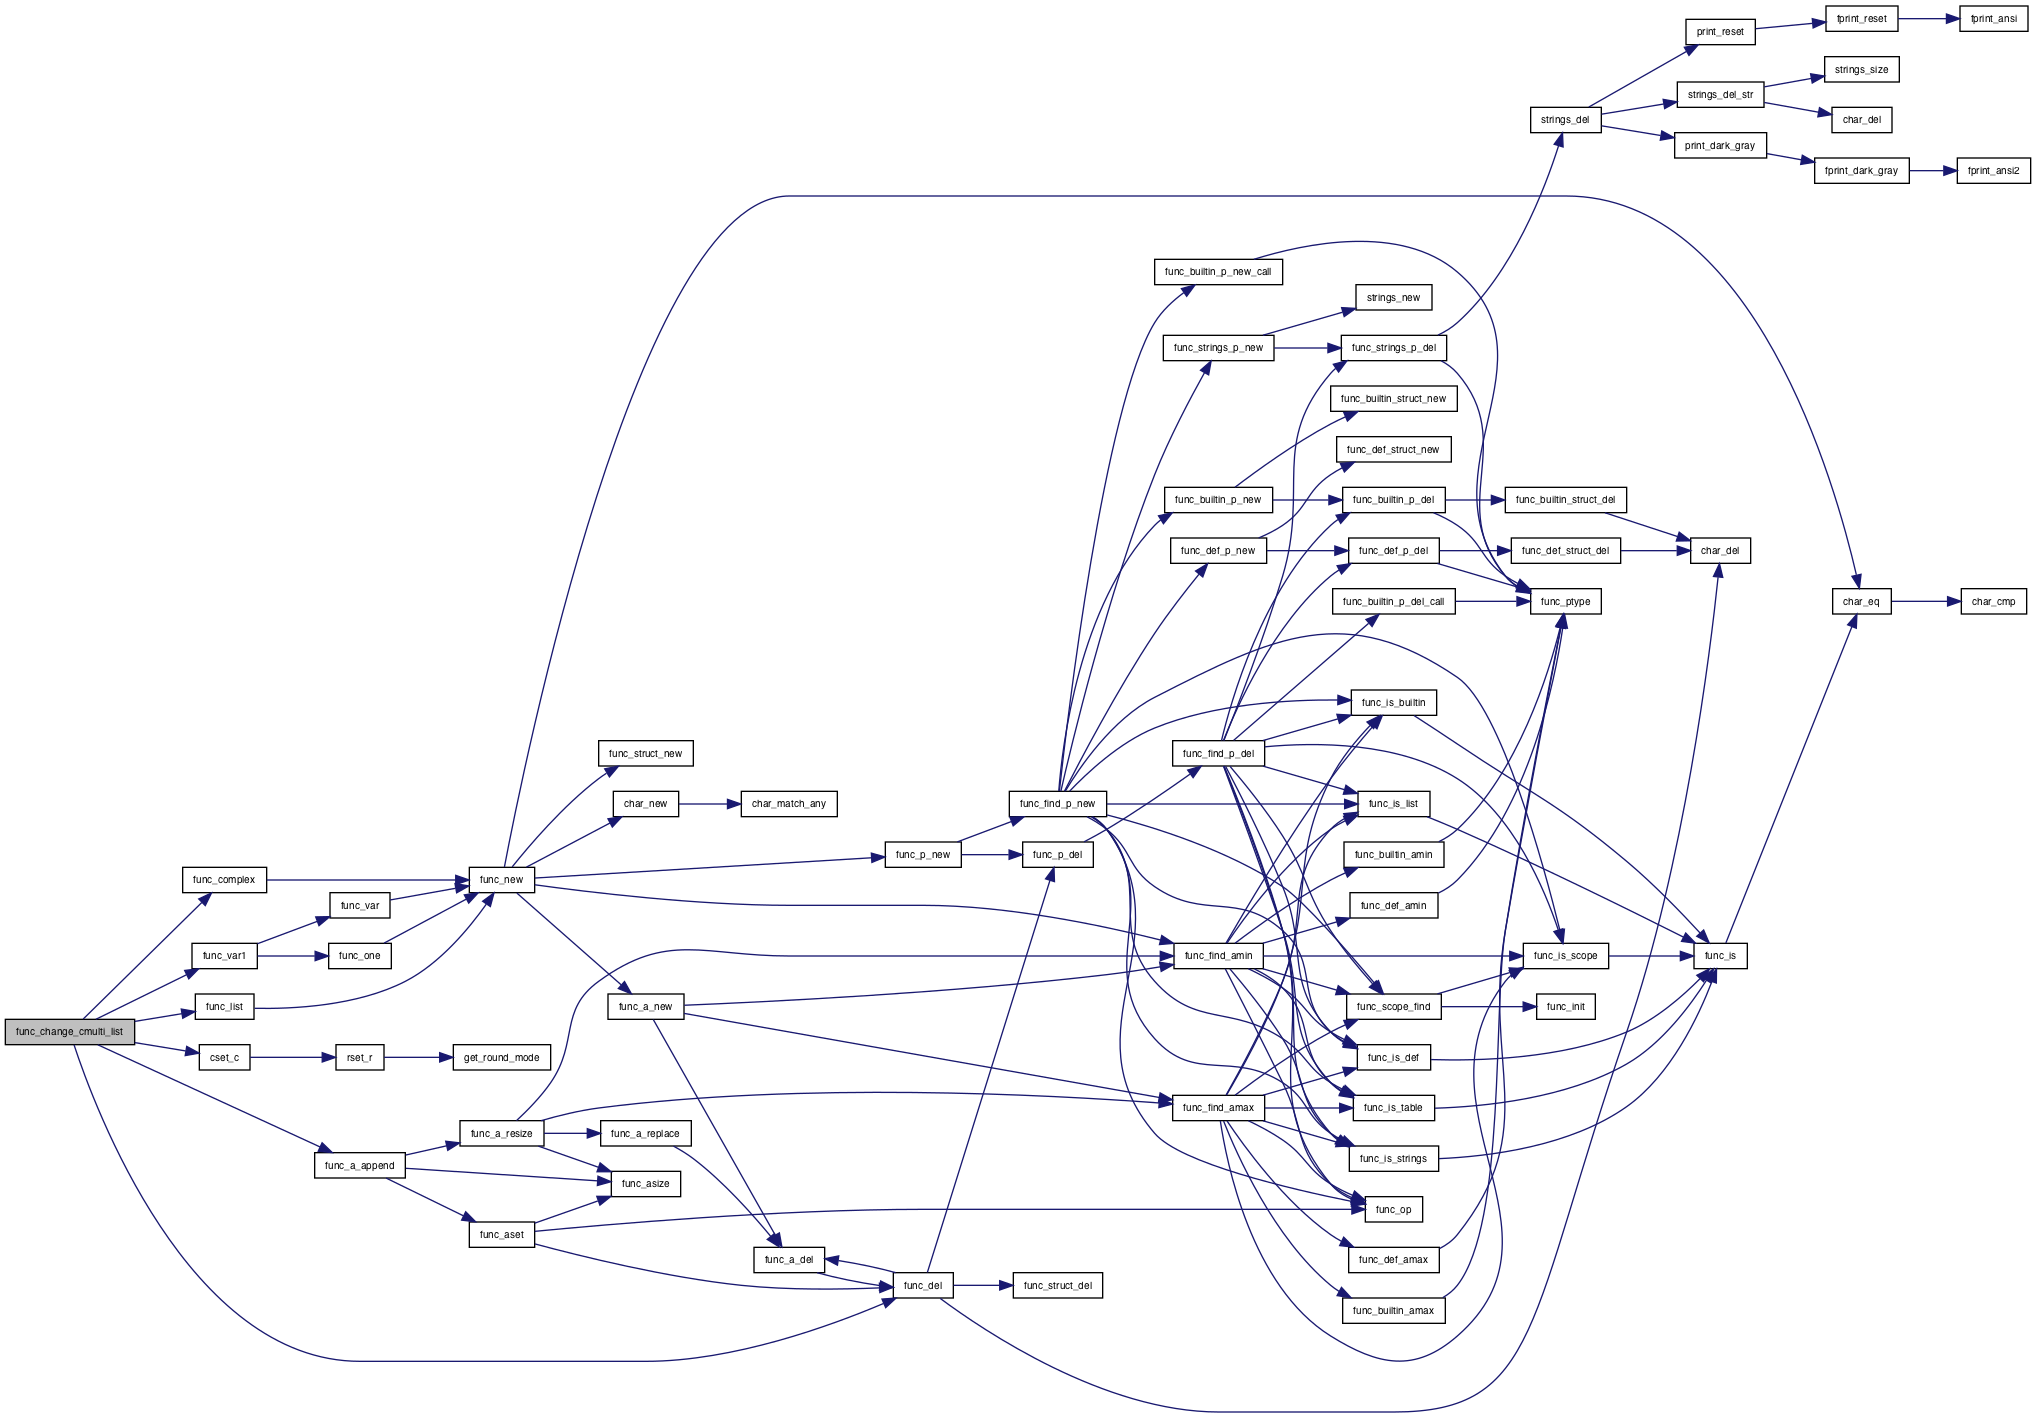 fprint_reset
fprint_ansi
print_reset
strings_size
strings_del_str
strings_del
char_del
print_dark_gray
fprint_dark_gray
fprint_ansi2
func_builtin_p_new_call
strings_new
func_strings_p_new
func_strings_p_del
func_builtin_struct_new
func_def_struct_new
func_builtin_p_new
func_builtin_p_del
func_builtin_struct_del
func_def_p_new
func_def_p_del
func_def_struct_del
char_del
func_builtin_p_del_call
func_ptype
char_eq
char_cmp
func_is_builtin
func_struct_new
func_find_p_del
char_new
char_match_any
func_find_p_new
func_is_list
func_p_new
func_p_del
func_builtin_amin
func_complex
func_new
func_var
func_def_amin
func_var1
func_one
func_find_amin
func_is_scope
func_is
func_list
func_a_new
func_scope_find
func_init
func_change_cmulti_list
cset_c
rset_r
get_round_mode
func_is_def
func_find_amax
func_is_table
func_a_resize
func_a_replace
func_a_append
func_is_strings
func_asize
func_op
func_aset
func_a_del
func_def_amax
func_del
func_struct_del
func_builtin_amax